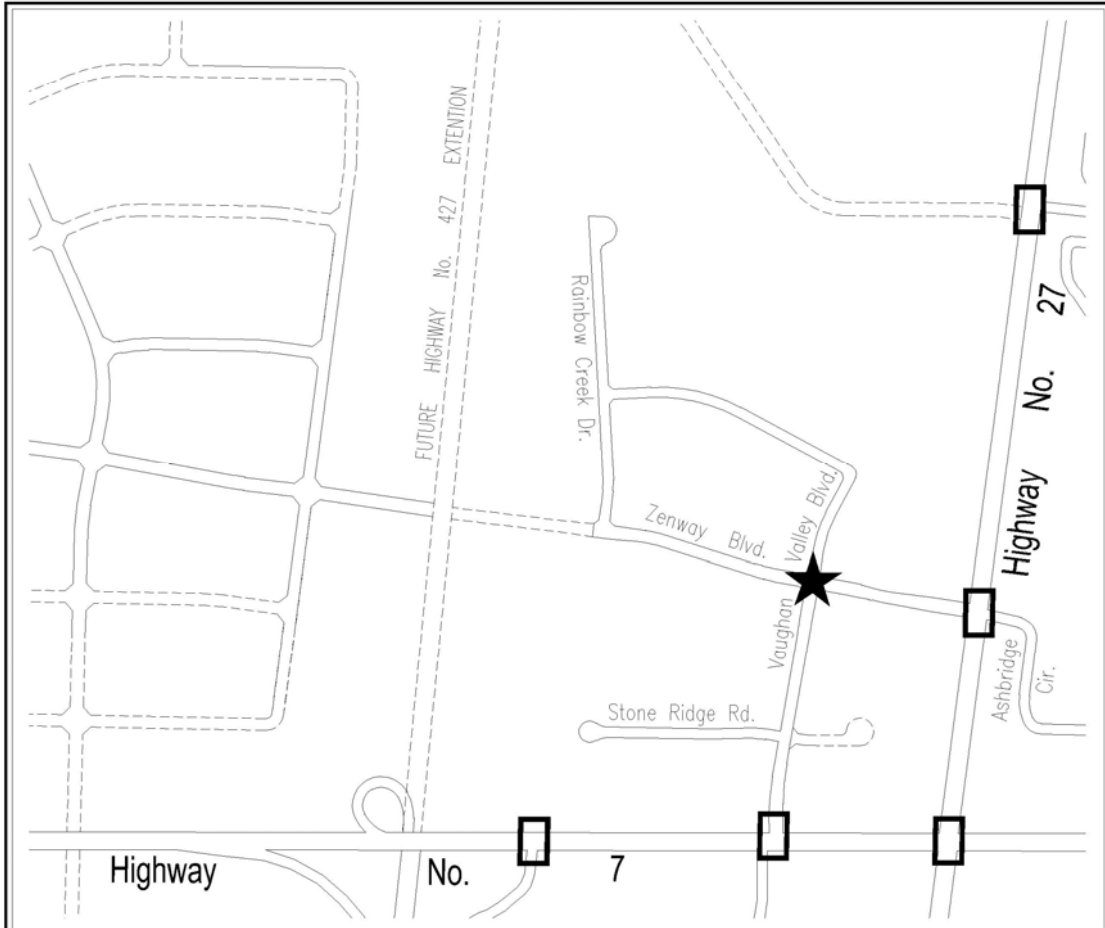 FUTURE HIGHWAY No. 427 EXTENTION
Rainbow Creek Dr.
Zenway Blvd.
Vaughan Valley Blvd.
Highway No. 27
Ashbridge Cir.
Stone Ridge Rd.
Highway No. 7